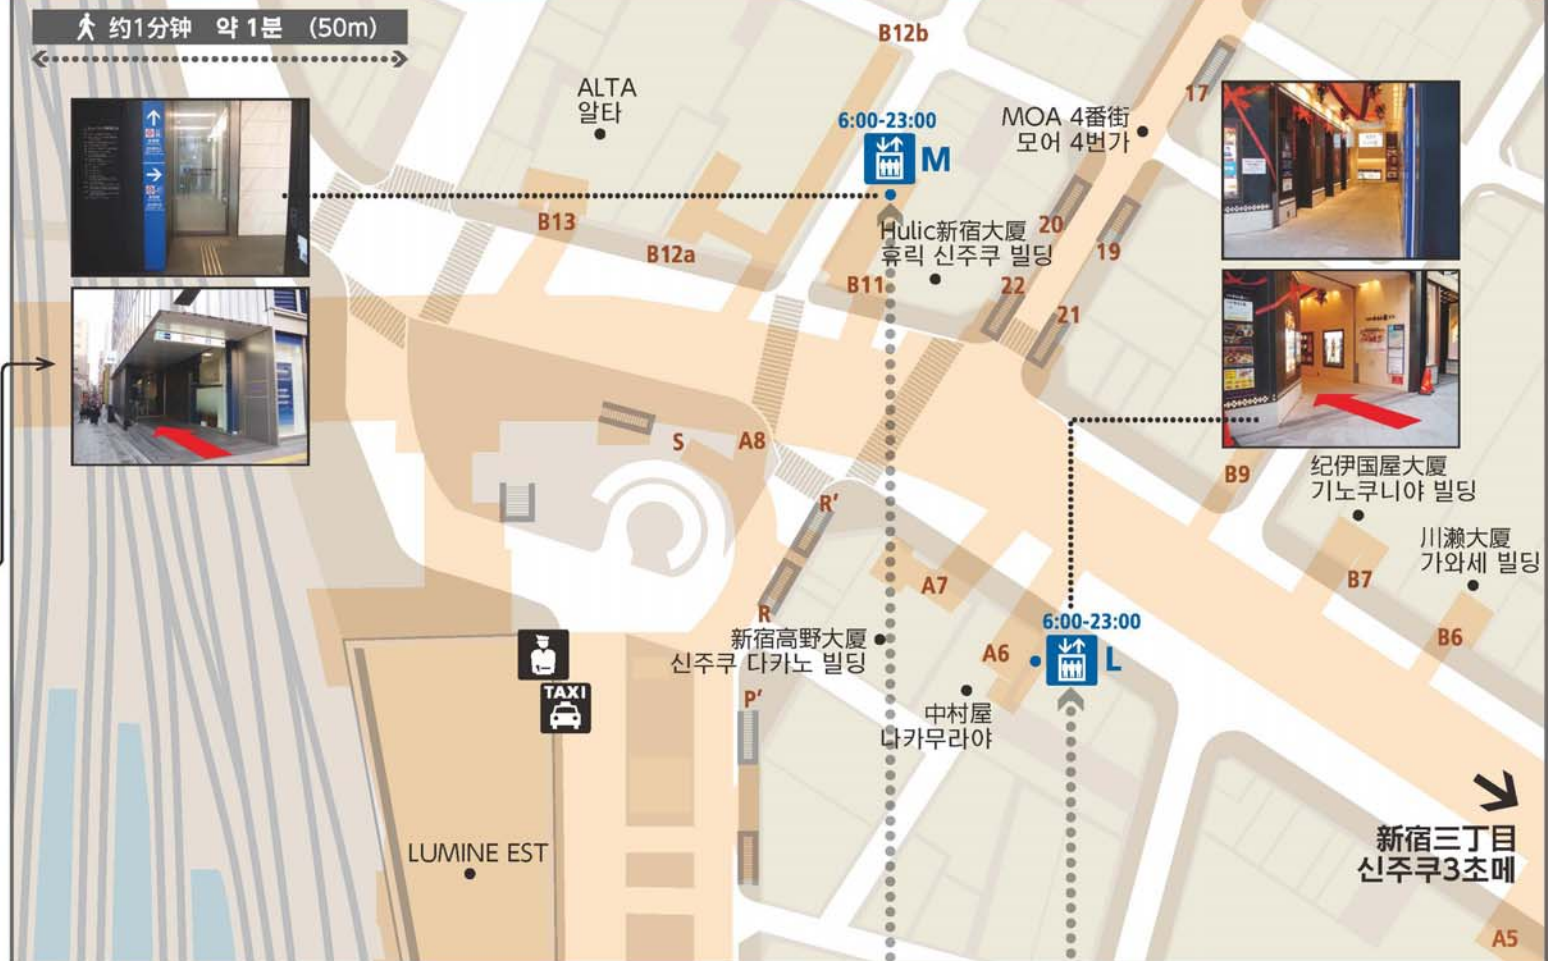 约1分钟 약 1분 (50m)
B12b
ALTA
알타
17
6:00-23:00
M
MOA 4番街
모어 4번가
B13
B12a
Hulic新宿大厦
휴릭 신주쿠 빌딩
20
19
B11
22
21
S
A8
B9
纪伊国屋大厦
기노쿠니야 빌딩
R′
川濑大厦
가와세 빌딩
A7
B7
R
6:00-23:00
L
新宿高野大厦
신주쿠 다카노 빌딩
A6
B6
TAXI
P′
中村屋
나카무라야
LUMINE EST
新宿三丁目
신주쿠3초메
A5